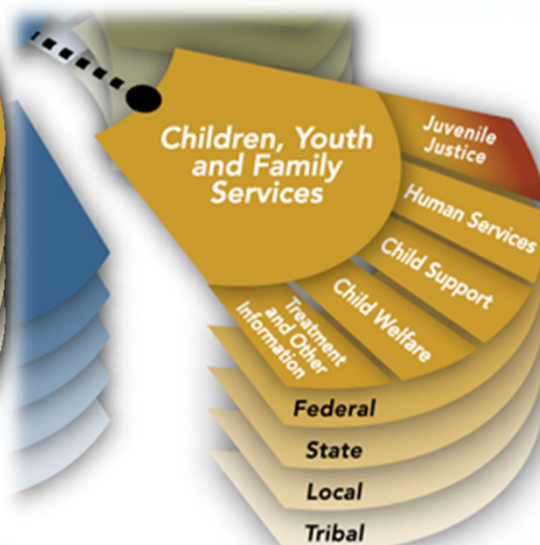 Children, Youth
and Family
Services
Juvenile
Justice
Human Services
Child Support
Child Welfare
Treatment
and Other
Information
Federal
State
Local
Tribal